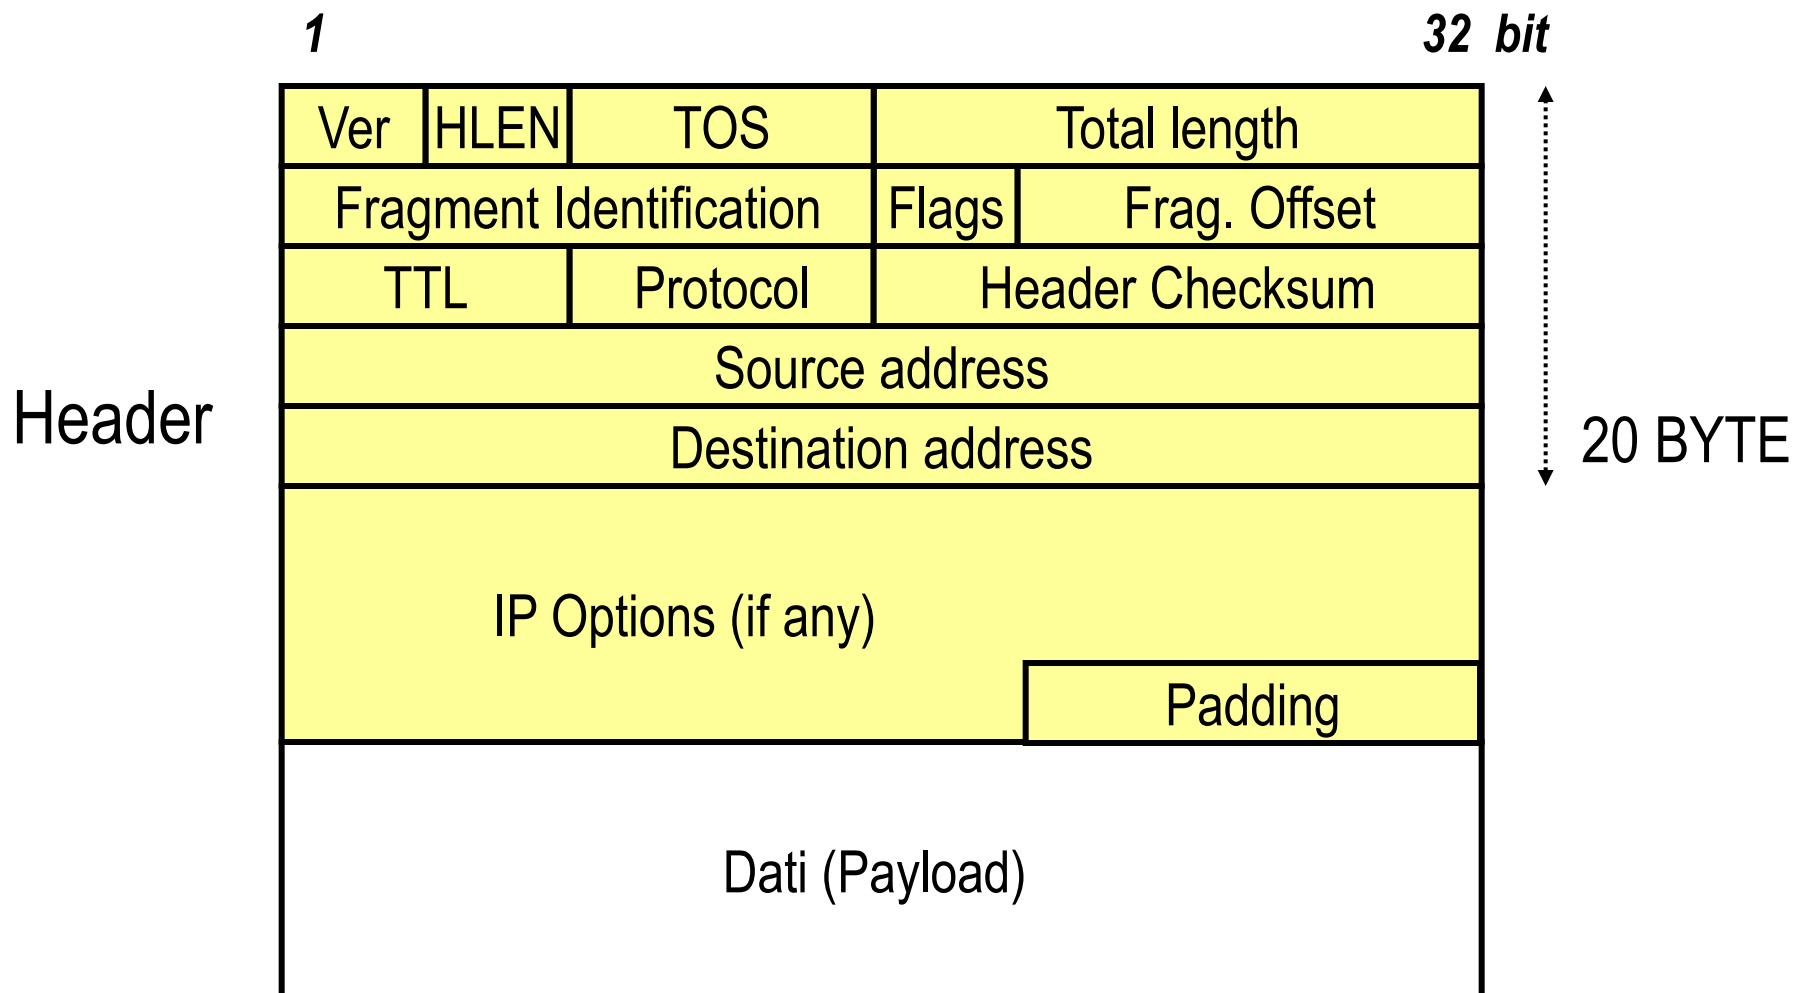 1 32 bit
Ver HLEN TOS Total length
Fragment Identification Flags Frag. Offset
TTL Protocol Header Checksum
Source address
Header
Destination address
20 BYTE
IP Options (if any)
Padding
Dati (Payload)